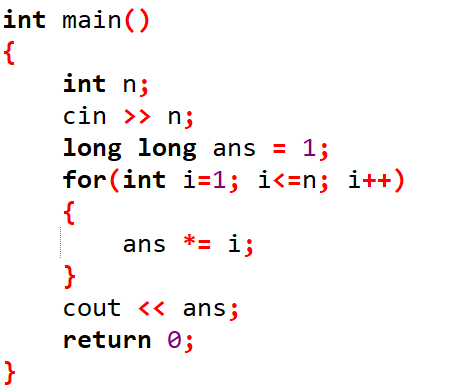 int main()
{
    int n;
    cin >> n;
    long long ans = 1;
    for(int i=1; i<=n; i++)
    {
        ans *= i;
    }
    cout << ans;
    return 0;
}